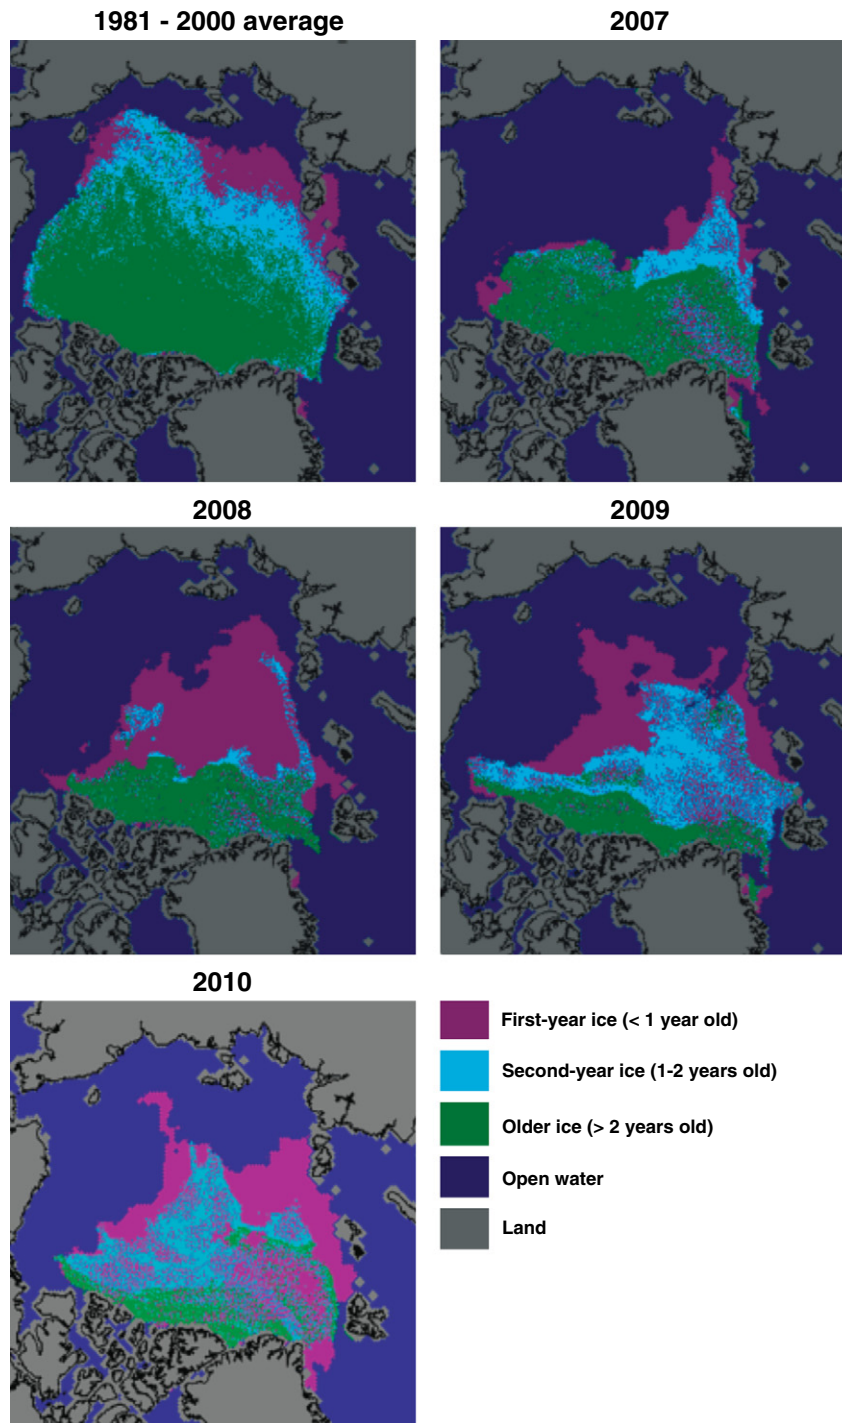 1981 - 2000 average
2007
2008
2009
2010
First-year ice (< 1 year old)
Second-year ice (1-2 years old)
Older ice (> 2 years old)
Open water
Land